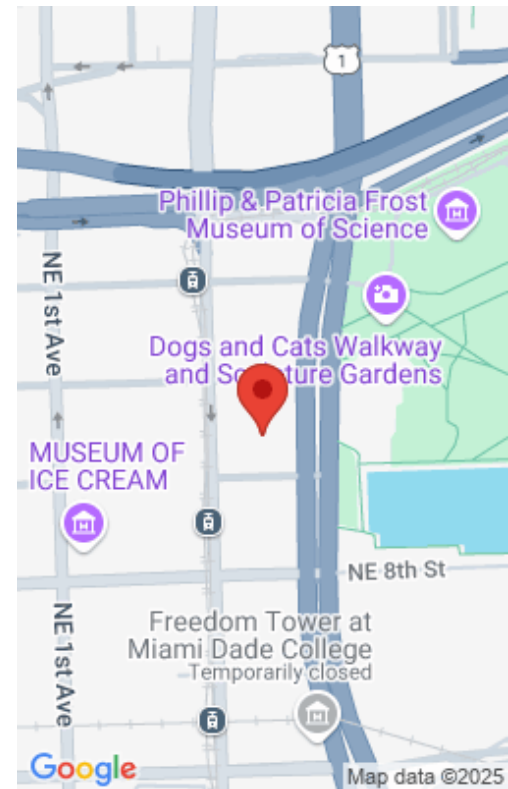 1
Phillip & Patricia Frost
Museum of Science
NE 1st Ave
Dogs and Cats Walkway
and Sculpture Gardens
MUSEUM OF
ICE CREAM
NE 8th St
NE 1st Ave
Freedom Tower at
Miami Dade College
Temporarily closed
Google
Map data ©2025